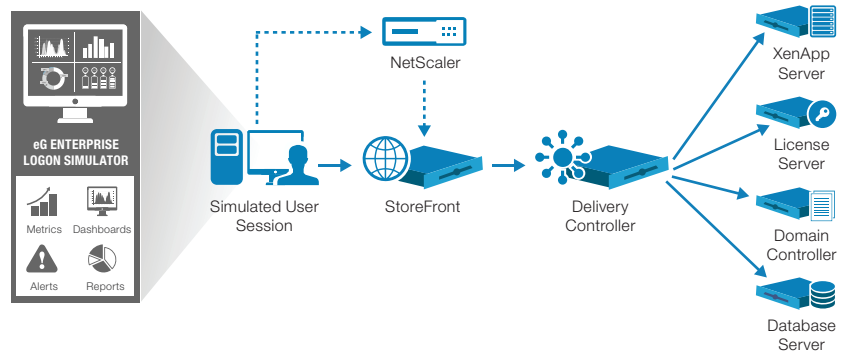 eG ENTERPRISE
LOGON SIMULATOR
Metrics
Dashboards
Alerts
Reports
Simulated User
Session
NetScaler
StoreFront
Delivery
Controller
XenApp
Server
License
Server
Domain
Controller
Database
Server